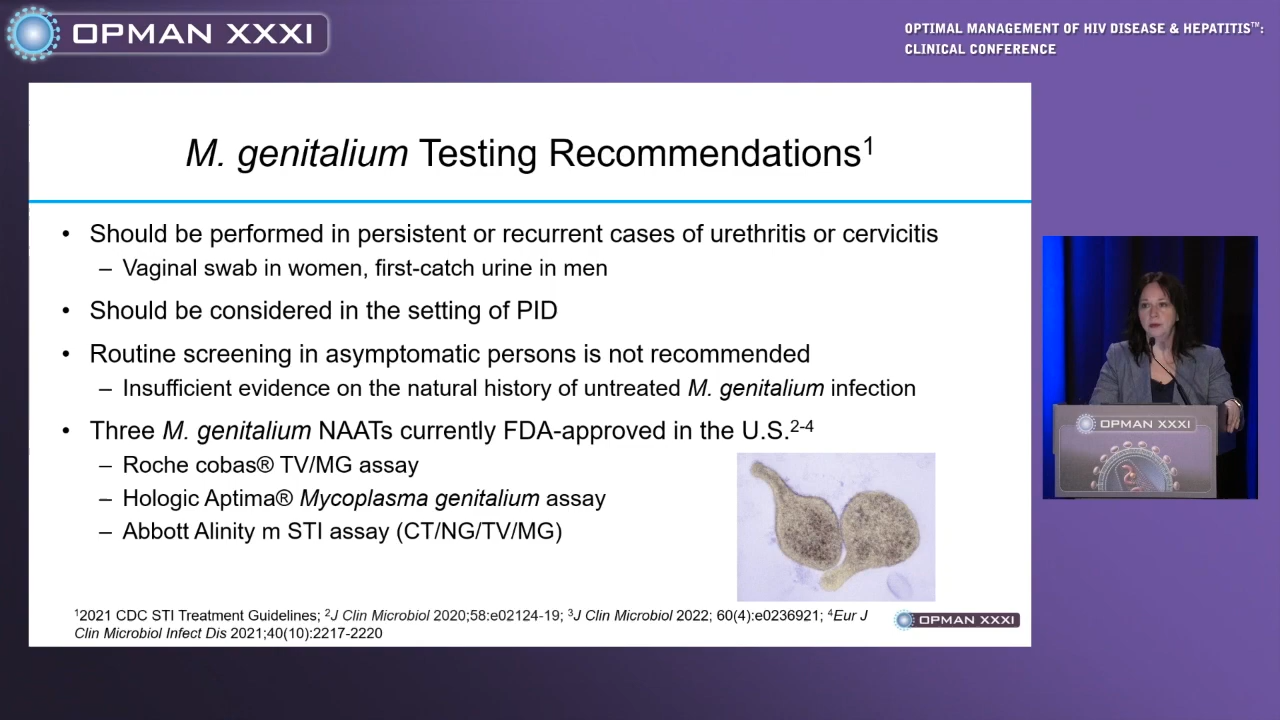 OPMAN XXXI
OPTIMAL MANAGEMENT OF HIV DISEASE & HEPATITIS™:
CLINICAL CONFERENCE
M. genitalium Testing Recommendations1
• Should be performed in persistent or recurrent cases of urethritis or cervicitis
– Vaginal swab in women, first-catch urine in men
• Should be considered in the setting of PID
• Routine screening in asymptomatic persons is not recommended
– Insufficient evidence on the natural history of untreated M. genitalium infection
• Three M. genitalium NAATs currently FDA-approved in the U.S.2-4
– Roche cobas® TV/MG assay
– Hologic Aptima® Mycoplasma genitalium assay
– Abbott Alinity m STI assay (CT/NG/TV/MG)
12021 CDC STI Treatment Guidelines; 2J Clin Microbiol 2020;58:e02124-19; 3J Clin Microbiol 2022; 60(4):e0236921; 4Eur J
Clin Microbiol Infect Dis 2021;40(10):2217-2220
OPMAN XXXI
OPMAN XXXI